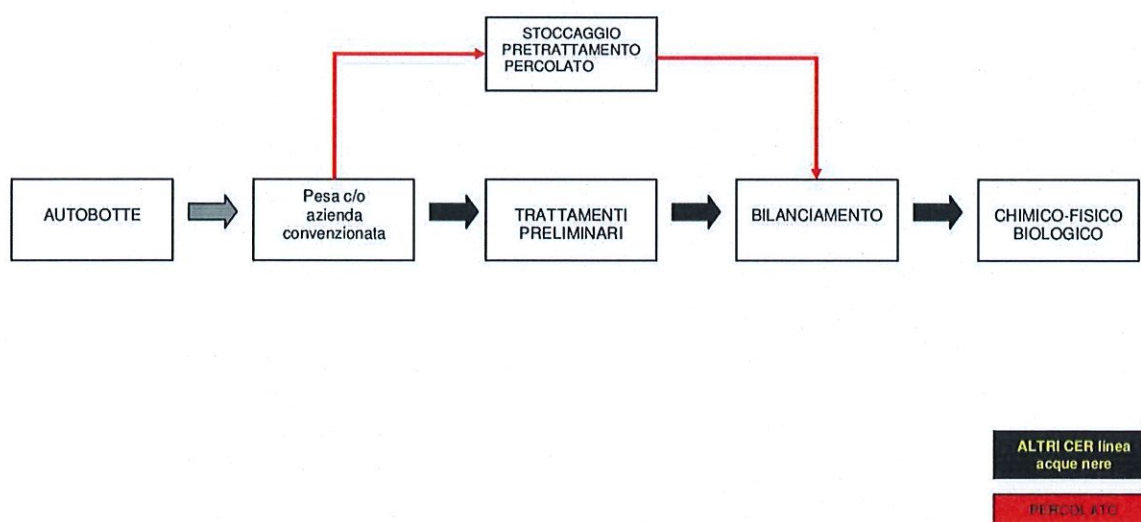 STOCCAGGIO
PRETRATTAMENTO
PERCOLATO
AUTOBOTTE
Pesa c/o
azienda
convenzionata
TRATTAMENTI
PRELIMINARI
BILANCIAMENTO
CHIMICO-FISICO
BIOLOGICO
ALTRI CER linea
acque nere
PERCOLATO